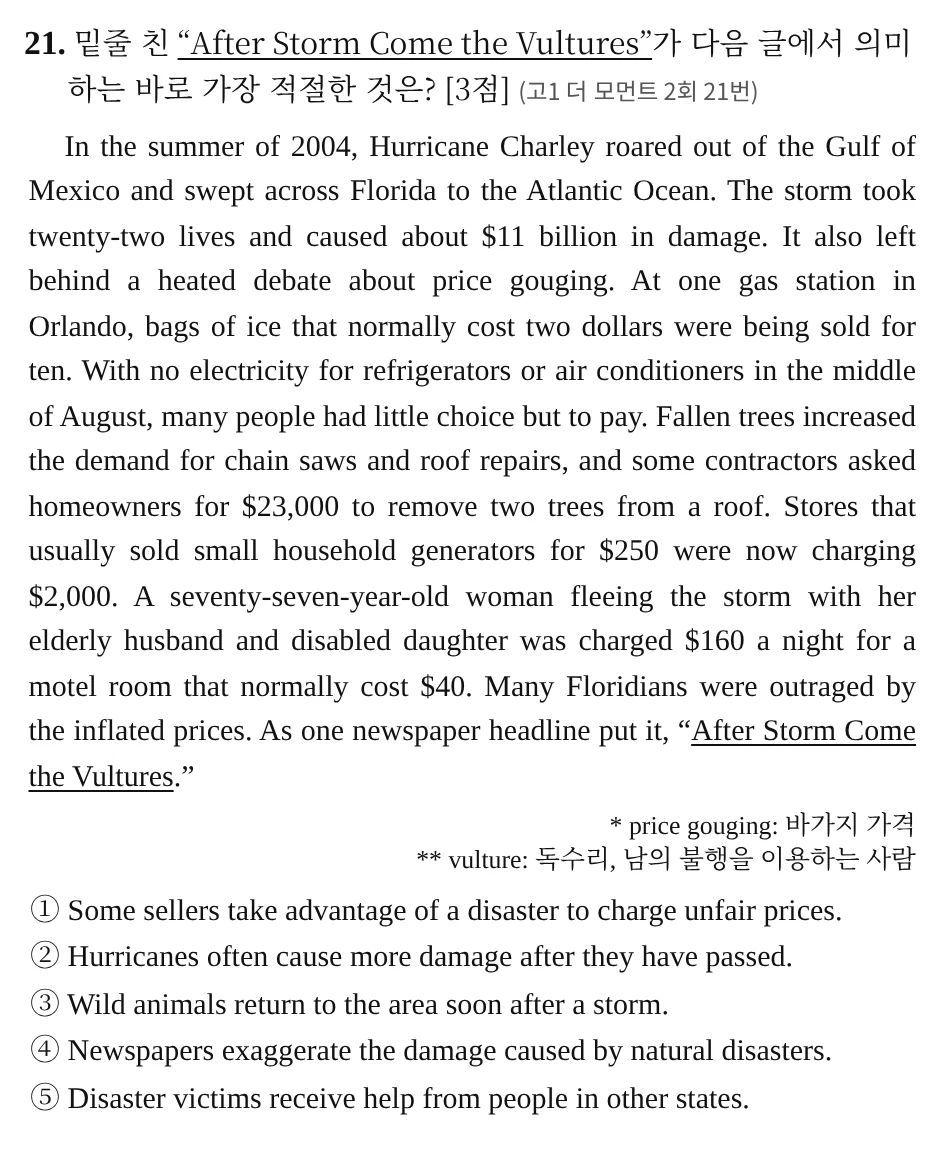 21. 밑줄 친 “After Storm Come the Vultures”가 다음 글에서 의미
하는 바로 가장 적절한 것은? [3점] (고1 더 모먼트 2회 21번)
In the summer of 2004, Hurricane Charley roared out of the Gulf of
Mexico and swept across Florida to the Atlantic Ocean. The storm took
twenty-two lives and caused about $11 billion in damage. It also left
behind a heated debate about price gouging. At one gas station in
Orlando, bags of ice that normally cost two dollars were being sold for
ten. With no electricity for refrigerators or air conditioners in the middle
of August, many people had little choice but to pay. Fallen trees increased
the demand for chain saws and roof repairs, and some contractors asked
homeowners for $23,000 to remove two trees from a roof. Stores that
usually sold small household generators for $250 were now charging
$2,000. A seventy-seven-year-old woman fleeing the storm with her
elderly husband and disabled daughter was charged $160 a night for a
motel room that normally cost $40. Many Floridians were outraged by
the inflated prices. As one newspaper headline put it, “After Storm Come
the Vultures.”
* price gouging: 바가지 가격
** vulture: 독수리, 남의 불행을 이용하는 사람
① Some sellers take advantage of a disaster to charge unfair prices.
② Hurricanes often cause more damage after they have passed.
③ Wild animals return to the area soon after a storm.
④ Newspapers exaggerate the damage caused by natural disasters.
⑤ Disaster victims receive help from people in other states.